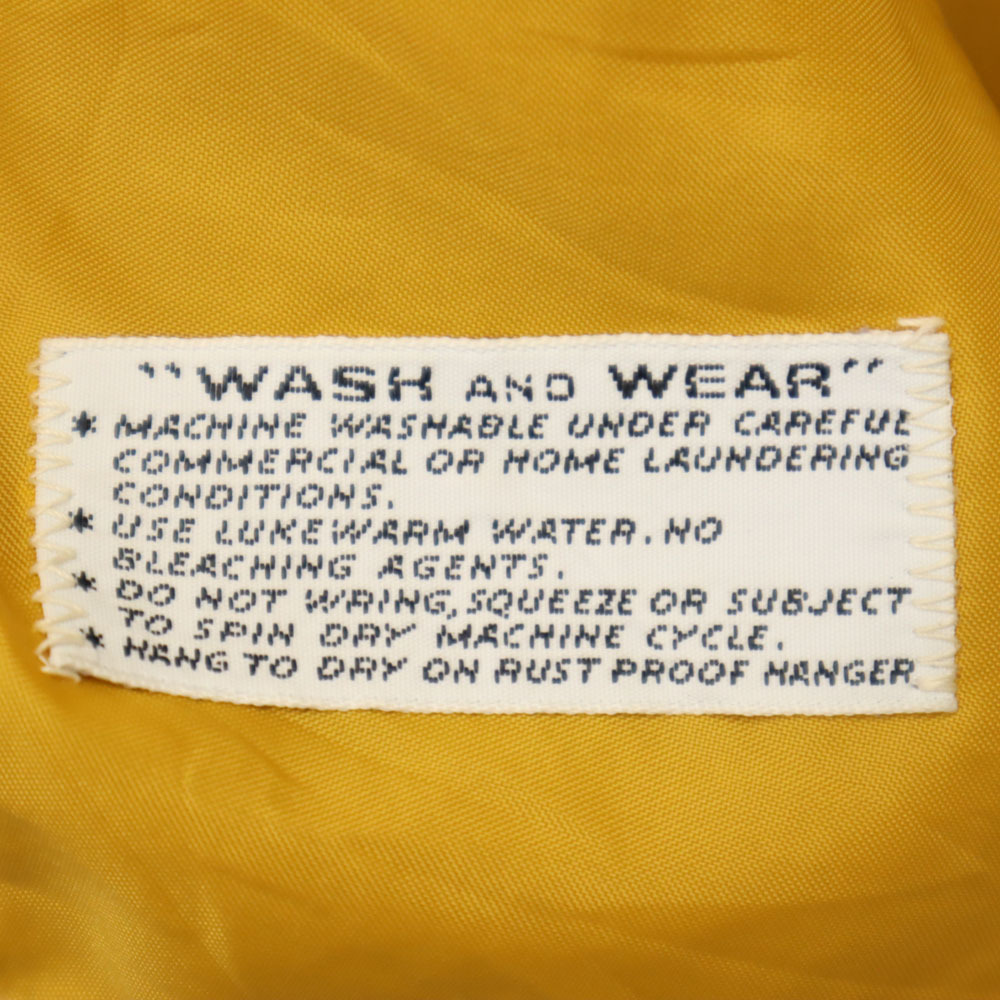 "WASH AND WEAR"
* MACHINE WASHABLE UNDER CAREFUL
COMMERCIAL OR HOME LAUNDERING
CONDITIONS.
* USE LUKEWARM WATER. NO
BLEACHING AGENTS.
* DO NOT WRING, SQUEEZE OR SUBJECT
TO SPIN DRY MACHINE CYCLE.
* HANG TO DRY ON RUST PROOF HANGER